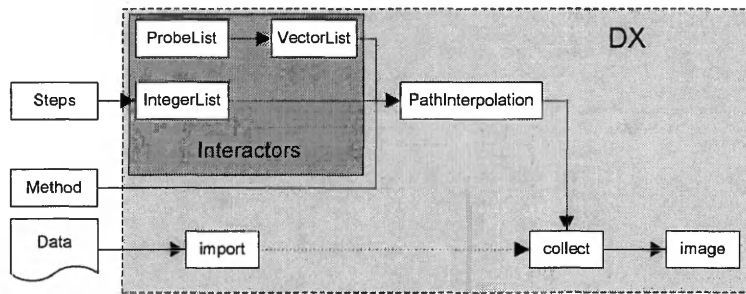 ProbeList
VectorList
DX
Steps
IntegerList
PathInterpolation
Interactors
Method
Data
import
collect
image